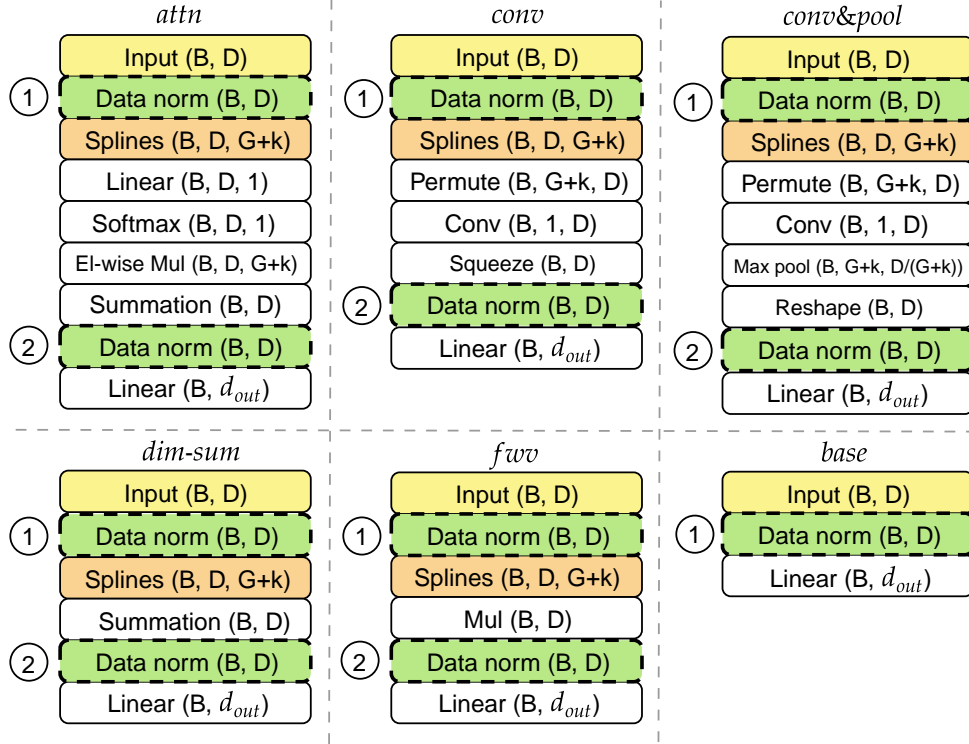 attn
Input (B, D)
1
Data norm (B, D)
Splines (B, D, G+k)
Linear (B, D, 1)
Softmax (B, D, 1)
El-wise Mul (B, D, G+k)
Summation (B, D)
2
Data norm (B, D)
Linear (B, d_out)
conv
Input (B, D)
1
Data norm (B, D)
Splines (B, D, G+k)
Permute (B, G+k, D)
Conv (B, 1, D)
Squeeze (B, D)
2
Data norm (B, D)
Linear (B, d_out)
conv&pool
Input (B, D)
1
Data norm (B, D)
Splines (B, D, G+k)
Permute (B, G+k, D)
Conv (B, 1, D)
Max pool (B, G+k, D/(G+k))
Reshape (B, D)
2
Data norm (B, D)
Linear (B, d_out)
dim-sum
Input (B, D)
1
Data norm (B, D)
Splines (B, D, G+k)
Summation (B, D)
2
Data norm (B, D)
Linear (B, d_out)
fwv
Input (B, D)
1
Data norm (B, D)
Splines (B, D, G+k)
Mul (B, D)
2
Data norm (B, D)
Linear (B, d_out)
base
Input (B, D)
1
Data norm (B, D)
Linear (B, d_out)